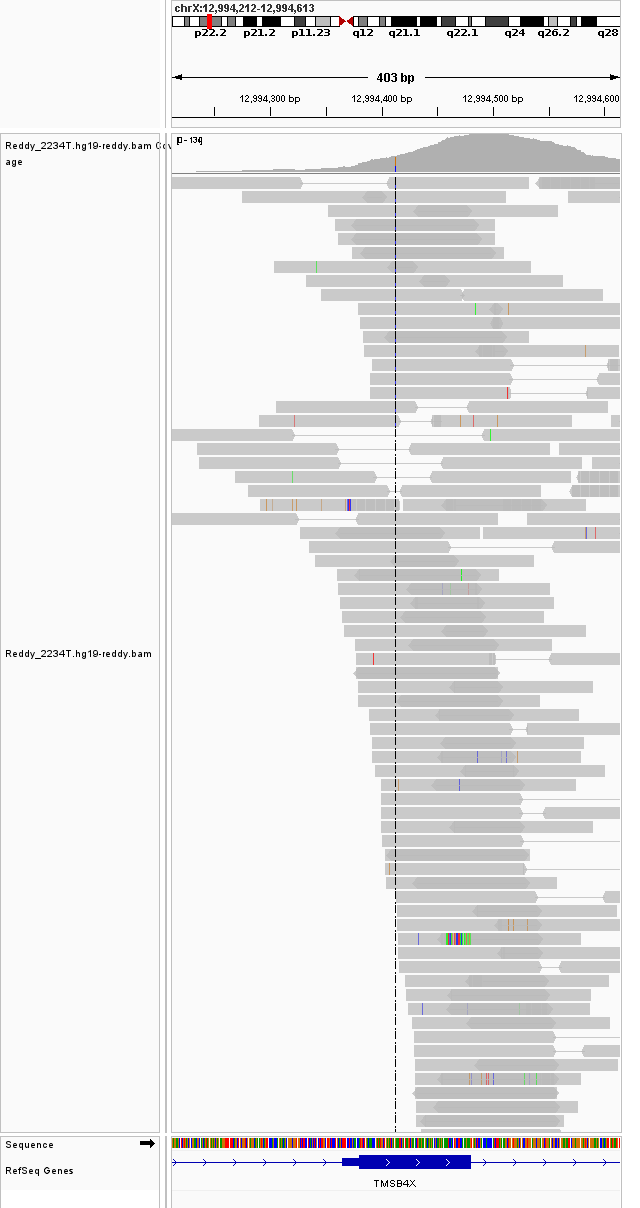 chrX:12,994,212-12,994,613
p22.2 p21.2 p11.23 q12 q21.1 q22.1 q24 q26.2 q28
403 bp
12,994,300 bp 12,994,400 bp 12,994,500 bp 12,994,600
Reddy_2234T.hg19-reddy.bam Cov
age
[0 - 134]
Reddy_2234T.hg19-reddy.bam
Sequence
RefSeq Genes
TMSB4X